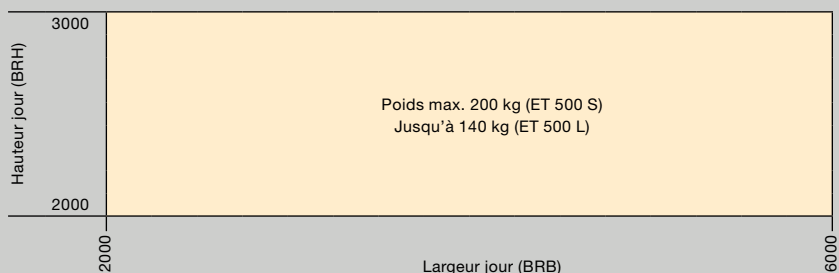 3000
Hauteur jour (BRH)
Poids max. 200 kg (ET 500 S)
Jusqu'à 140 kg (ET 500 L)
2000
2000
6000
Largeur jour (BRB)